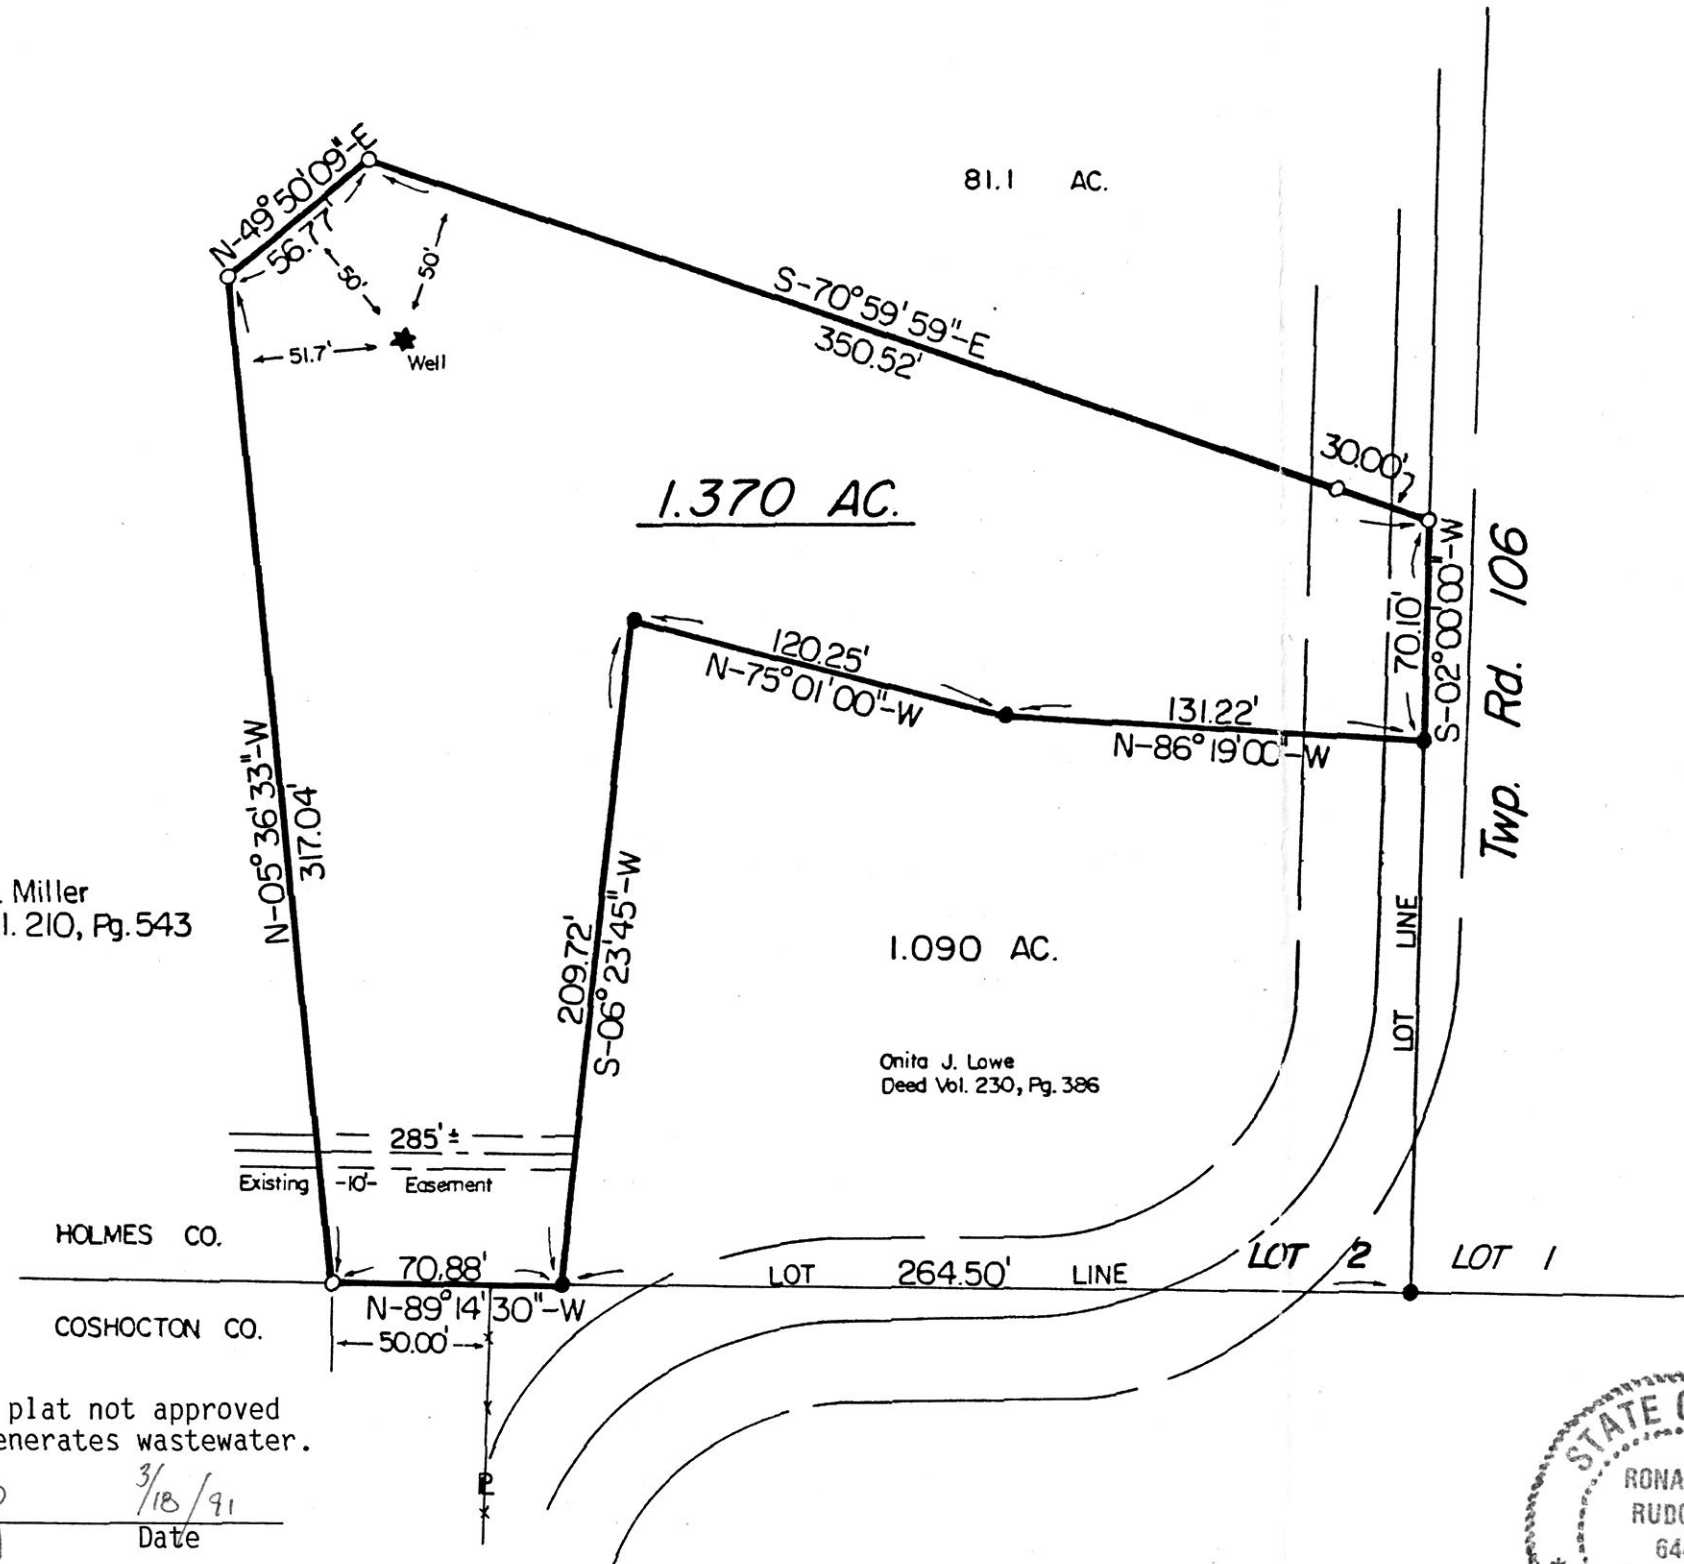 N-49°50'09"-E
56.77'
50'
50'
51.7'
Well
81.1 AC.
S-70°59'59"-E
350.52'
30.00'
1.370 AC.
70.10'
S-02°00'00"-W
Twp. Rd. 106
120.25'
N-75°01'00"-W
131.22'
N-86°19'00"-W
N-05°36'33"-W
317.04'
Miller
l. 210, Pg. 543
209.72'
S-06°23'45"-W
1.090 AC.
LOT LINE
Onita J. Lowe
Deed Vol. 230, Pg. 386
285'±
Existing -10'- Easement
HOLMES CO.
70.88'
LOT 264.50' LINE
LOT 2
LOT 1
N-89°14'30"-W
COSHOCTON CO.
50.00'
plat not approved
enerates wastewater.
3/18/91
Date
PL
STATE O
RONA
RUDO
64